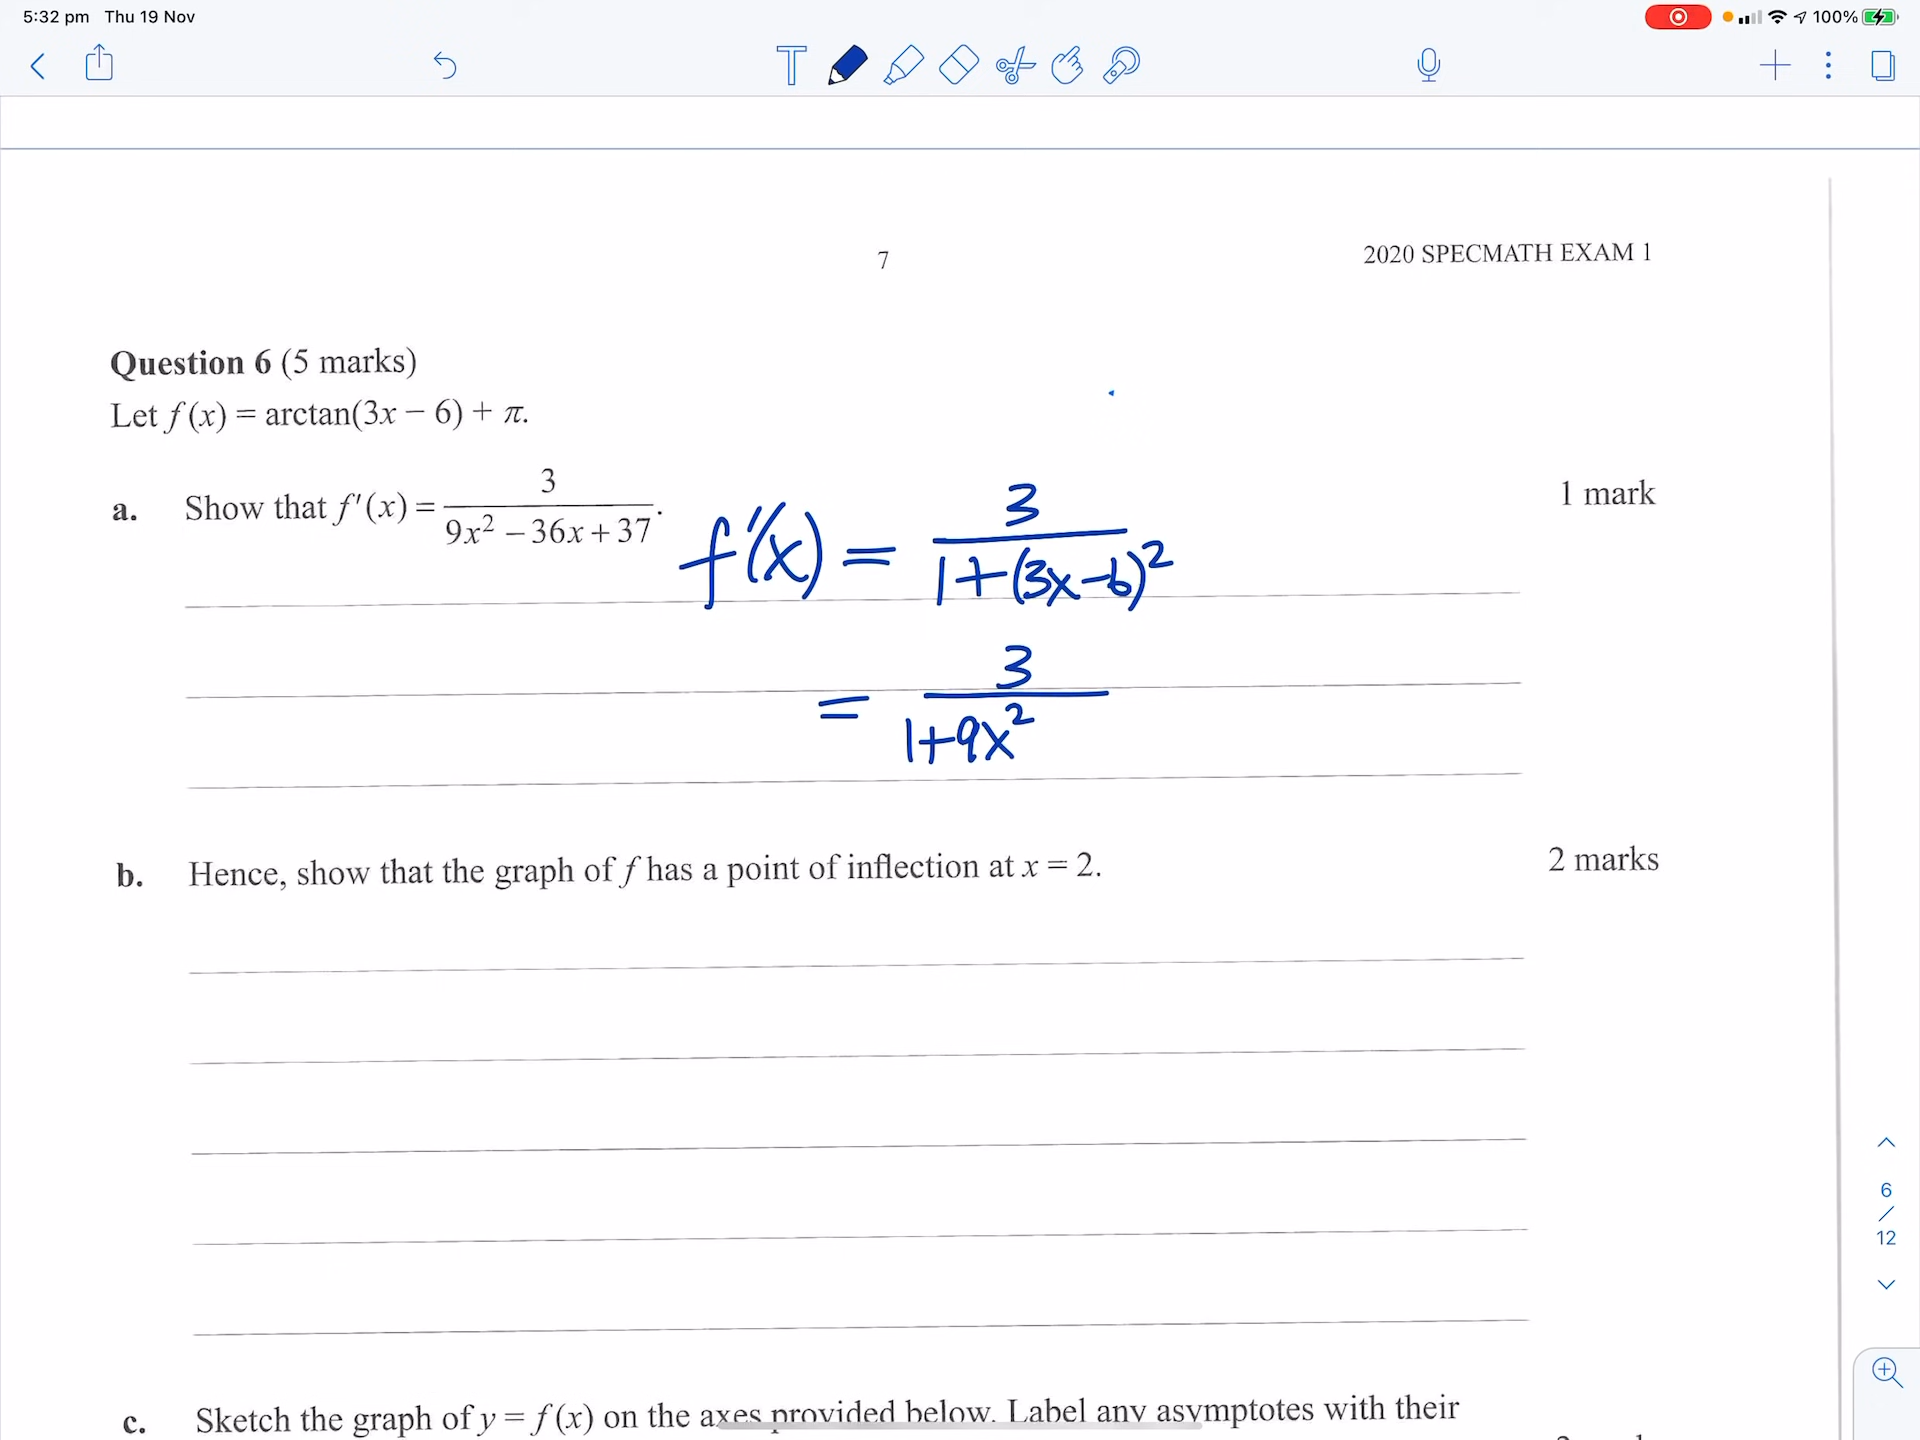 5:32 pm Thu 19 Nov
100%
7
2020 SPECMATH EXAM 1
Question 6 (5 marks)
Let f(x) = arctan(3x − 6) + π.
a. Show that f′(x) = 3/(9x² − 36x + 37).
1 mark
f′(x) = 3/(1+(3x−6)²)
= 3/(1+9x²
b. Hence, show that the graph of f has a point of inflection at x = 2.
2 marks
c. Sketch the graph of y = f(x) on the axes provided below. Label any asymptotes with their
6
/
12